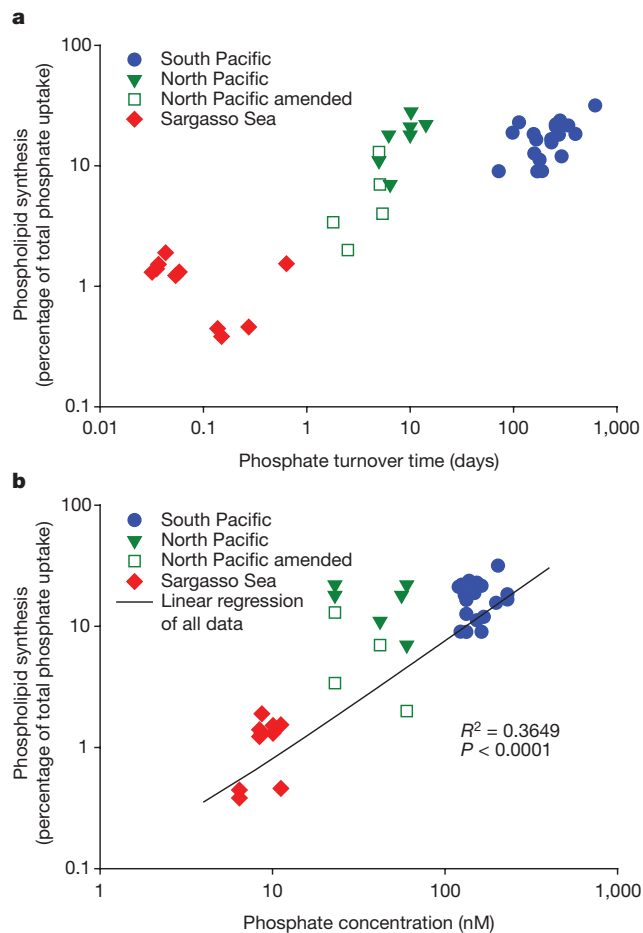 a
100
10
1
0.1
Phospholipid synthesis
(percentage of total phosphate uptake)
South Pacific
North Pacific
North Pacific amended
Sargasso Sea
0.01
0.1
1
10
100
1,000
Phosphate turnover time (days)
b
100
10
1
0.1
Phospholipid synthesis
(percentage of total phosphate uptake)
South Pacific
North Pacific
North Pacific amended
Sargasso Sea
Linear regression
of all data
R² = 0.3649
P < 0.0001
1
10
100
1,000
Phosphate concentration (nM)